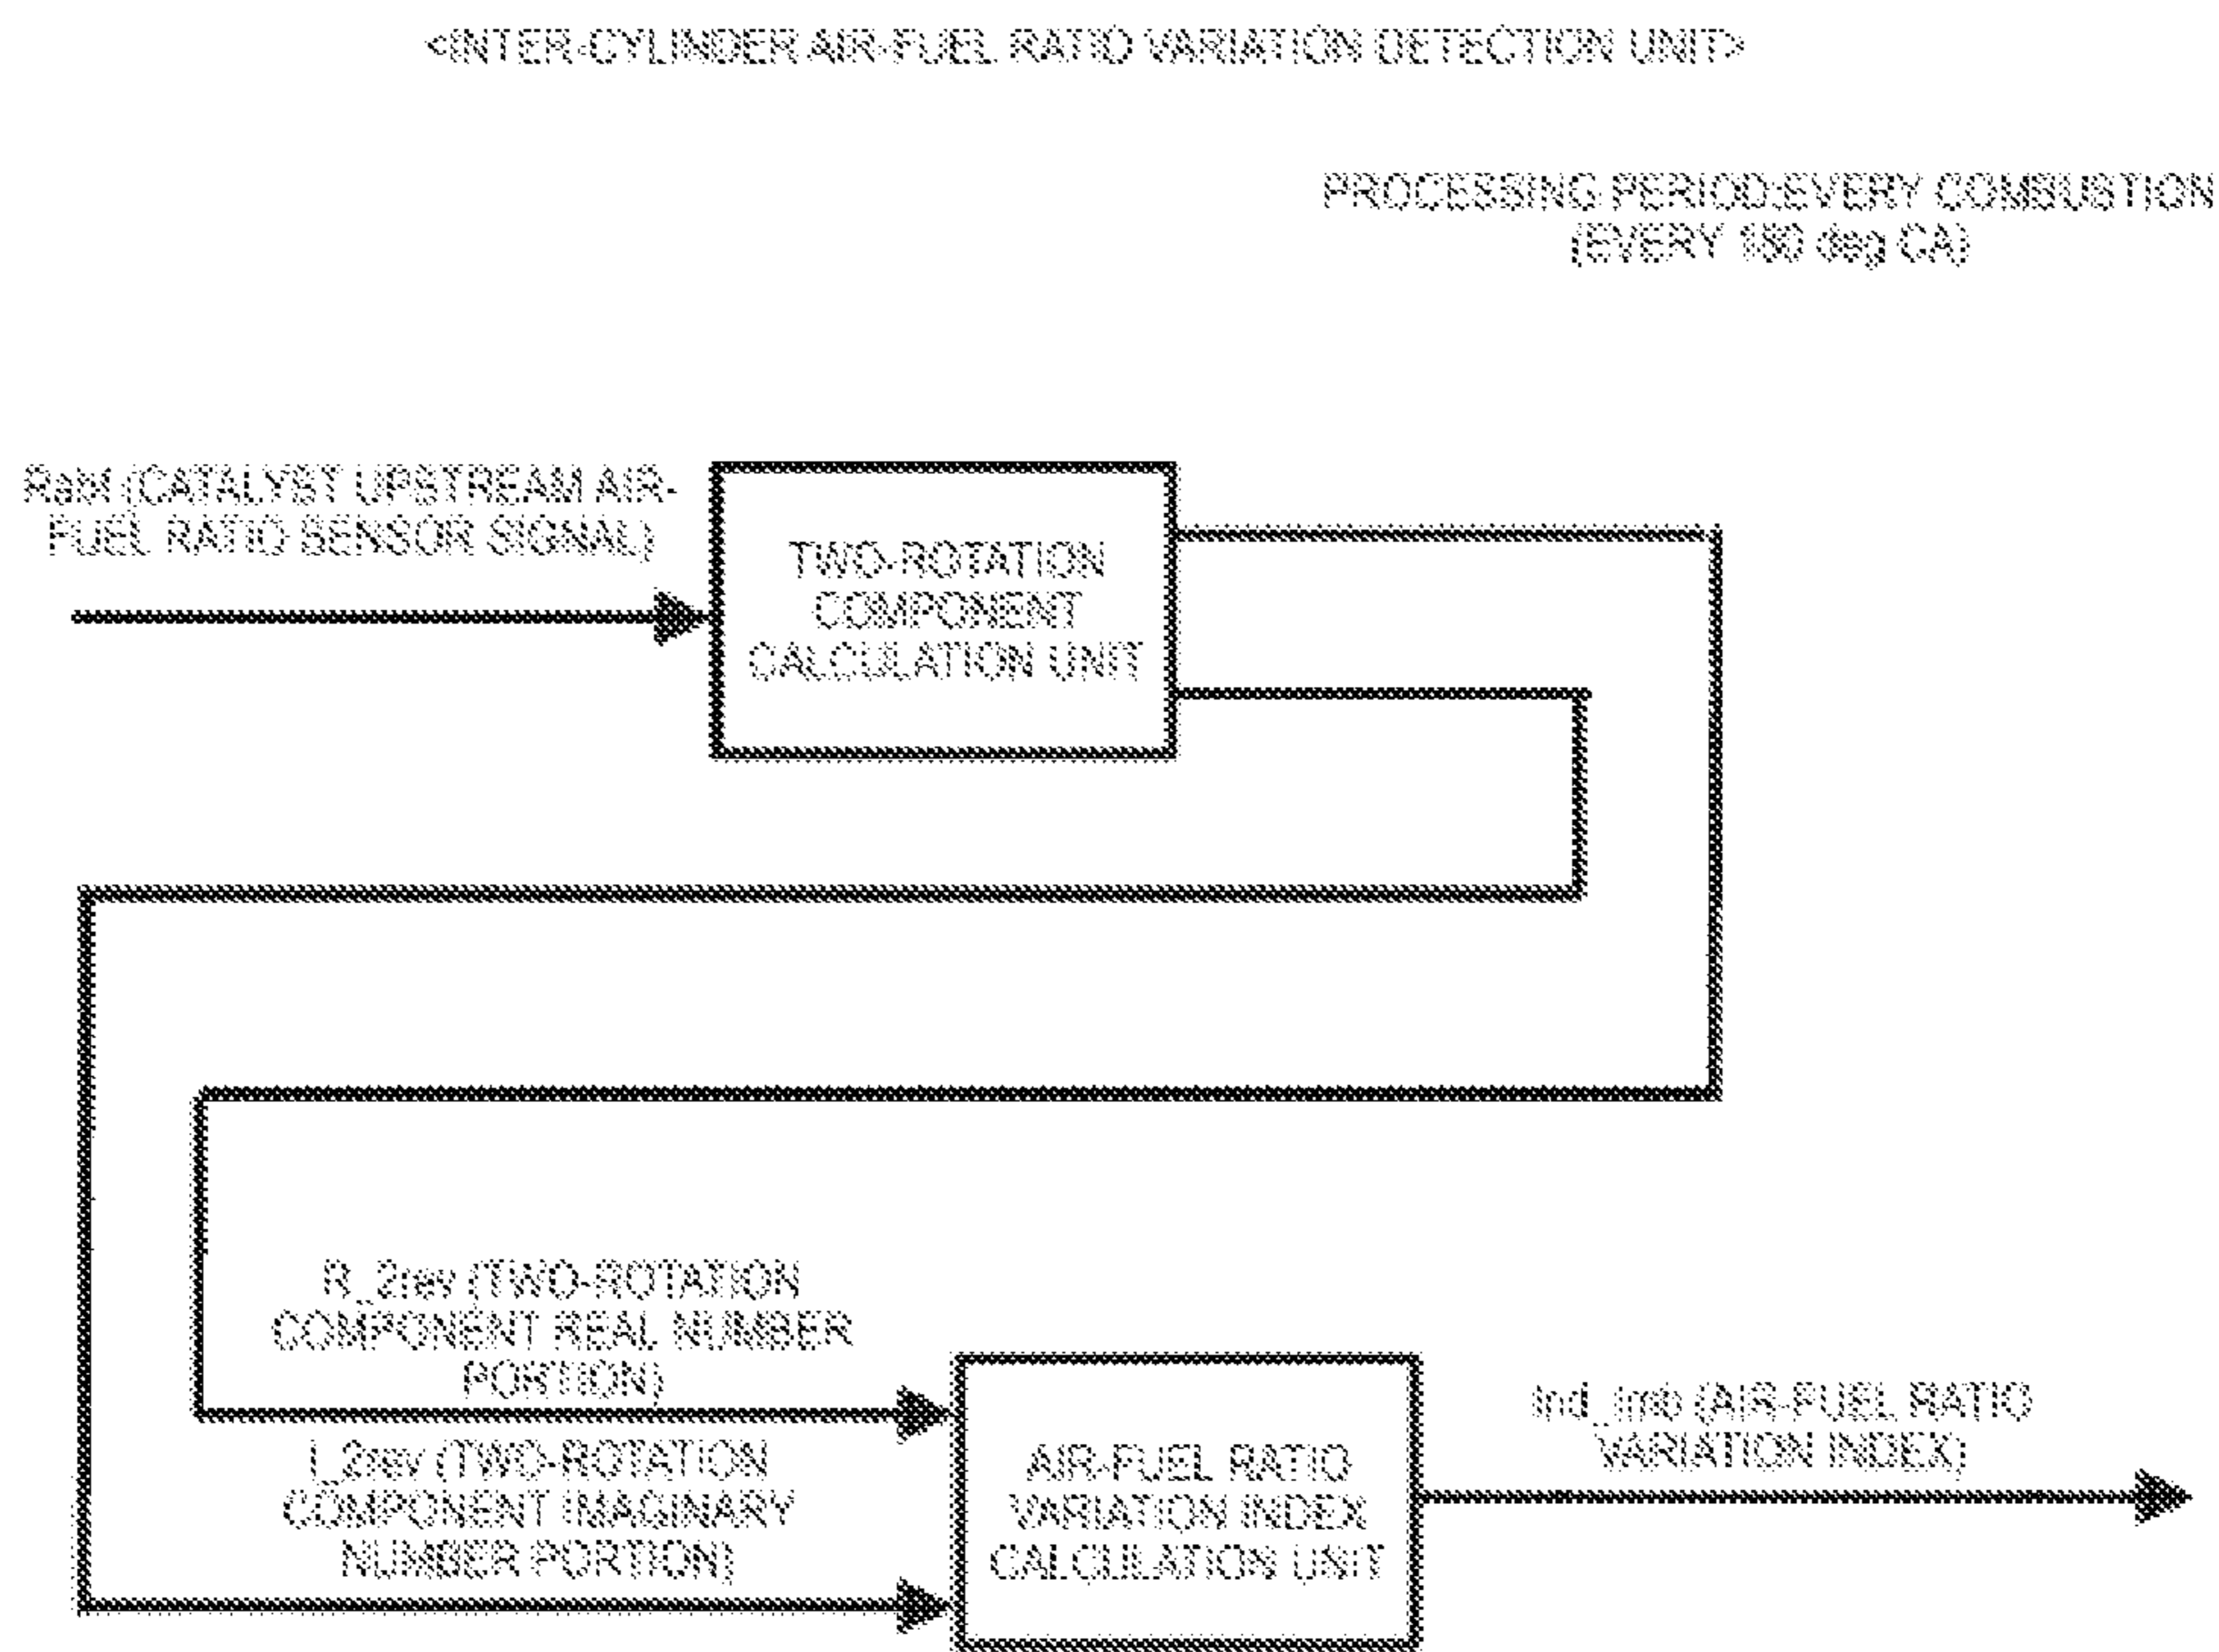 <INTER-CYLINDER AIR-FUEL RATIO VARIATION DETECTION UNIT>
PROCESSING PERIOD:EVERY COMBUSTION
(EVERY 180 deg CA)
Rabf (CATALYST UPSTREAM AIR-
FUEL RATIO SENSOR SIGNAL)
TWO-ROTATION
COMPONENT
CALCULATION UNIT
R_2rev (TWO-ROTATION
COMPONENT REAL NUMBER
PORTION)
I_2rev (TWO-ROTATION
COMPONENT IMAGINARY
NUMBER PORTION)
AIR-FUEL RATIO
VARIATION INDEX
CALCULATION UNIT
Ind_imb (AIR-FUEL RATIO
VARIATION INDEX)